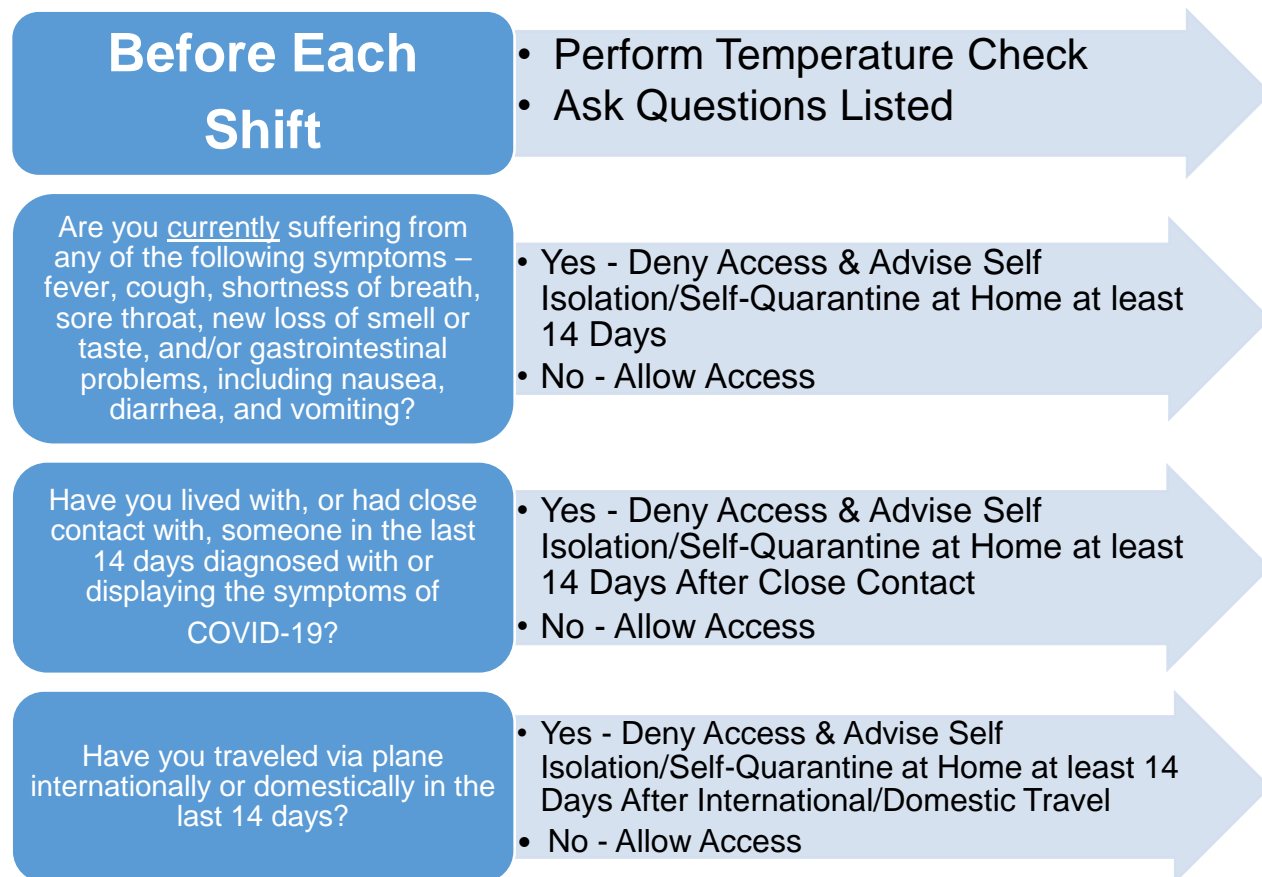 Before Each
Shift
• Perform Temperature Check
• Ask Questions Listed
Are you currently suffering from
any of the following symptoms –
fever, cough, shortness of breath,
sore throat, new loss of smell or
taste, and/or gastrointestinal
problems, including nausea,
diarrhea, and vomiting?
• Yes - Deny Access & Advise Self
Isolation/Self-Quarantine at Home at least
14 Days
• No - Allow Access
Have you lived with, or had close
contact with, someone in the last
14 days diagnosed with or
displaying the symptoms of
COVID-19?
• Yes - Deny Access & Advise Self
Isolation/Self-Quarantine at Home at least
14 Days After Close Contact
• No - Allow Access
Have you traveled via plane
internationally or domestically in the
last 14 days?
• Yes - Deny Access & Advise Self
Isolation/Self-Quarantine at Home at least 14
Days After International/Domestic Travel
• No - Allow Access